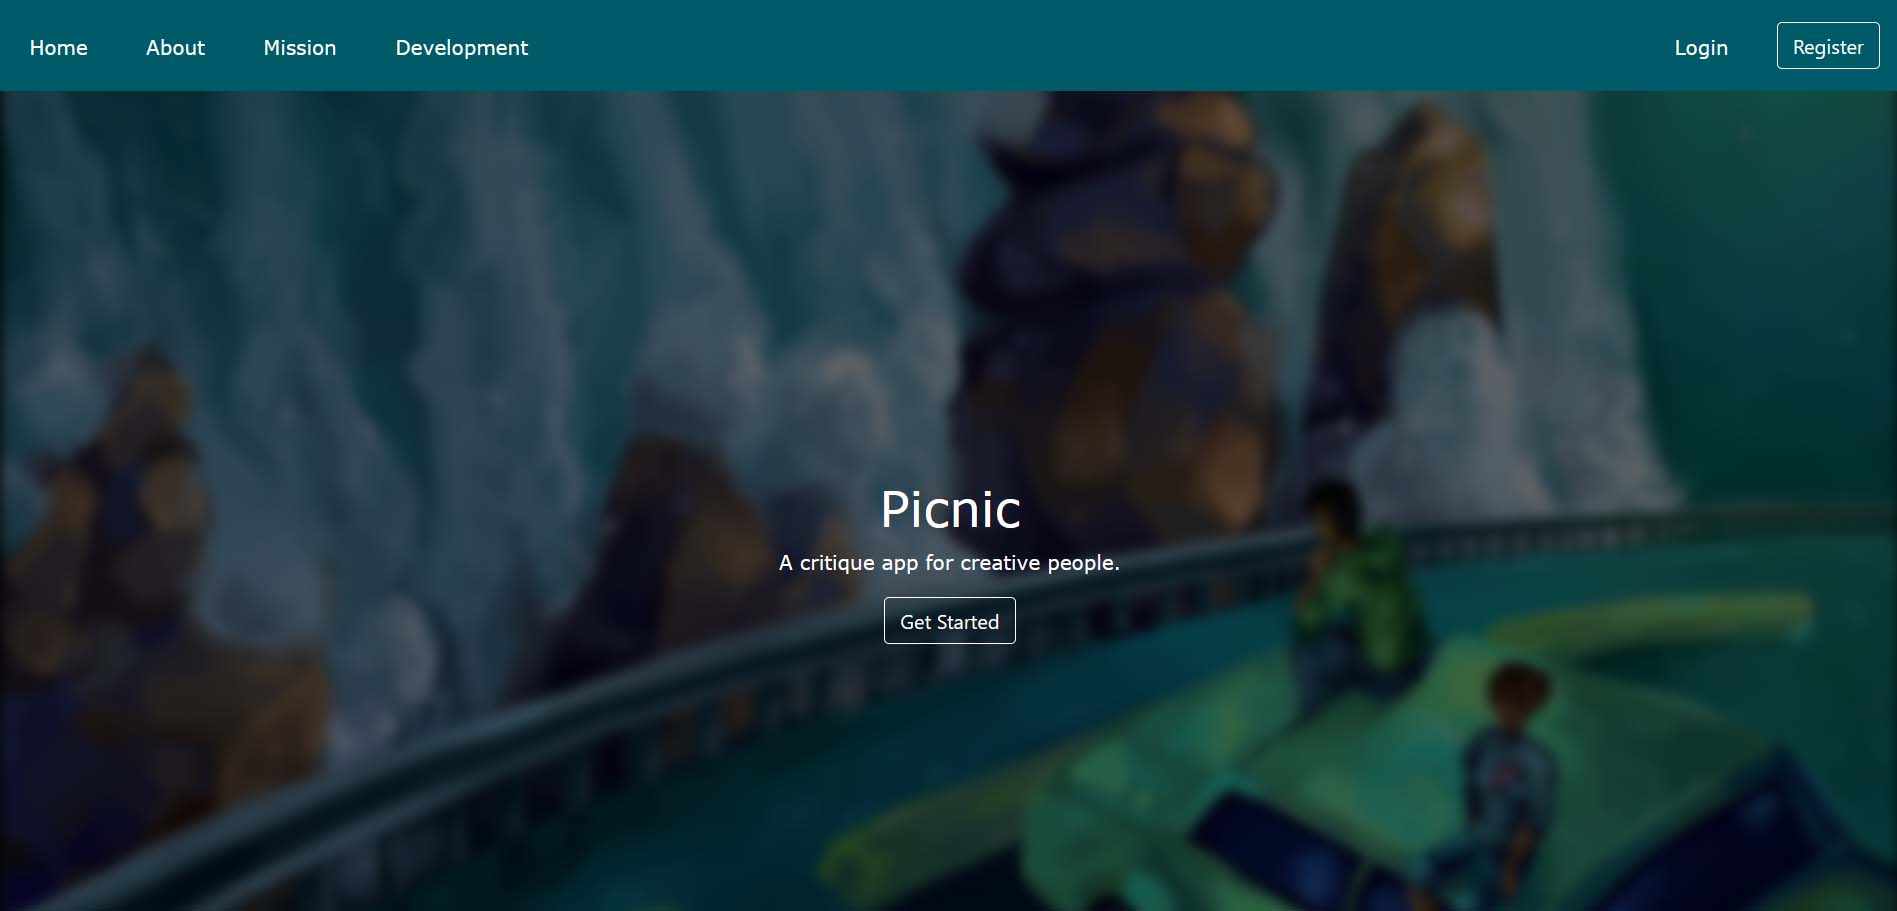 Home About Mission Development Login Register
Picnic
A critique app for creative people.
Get Started